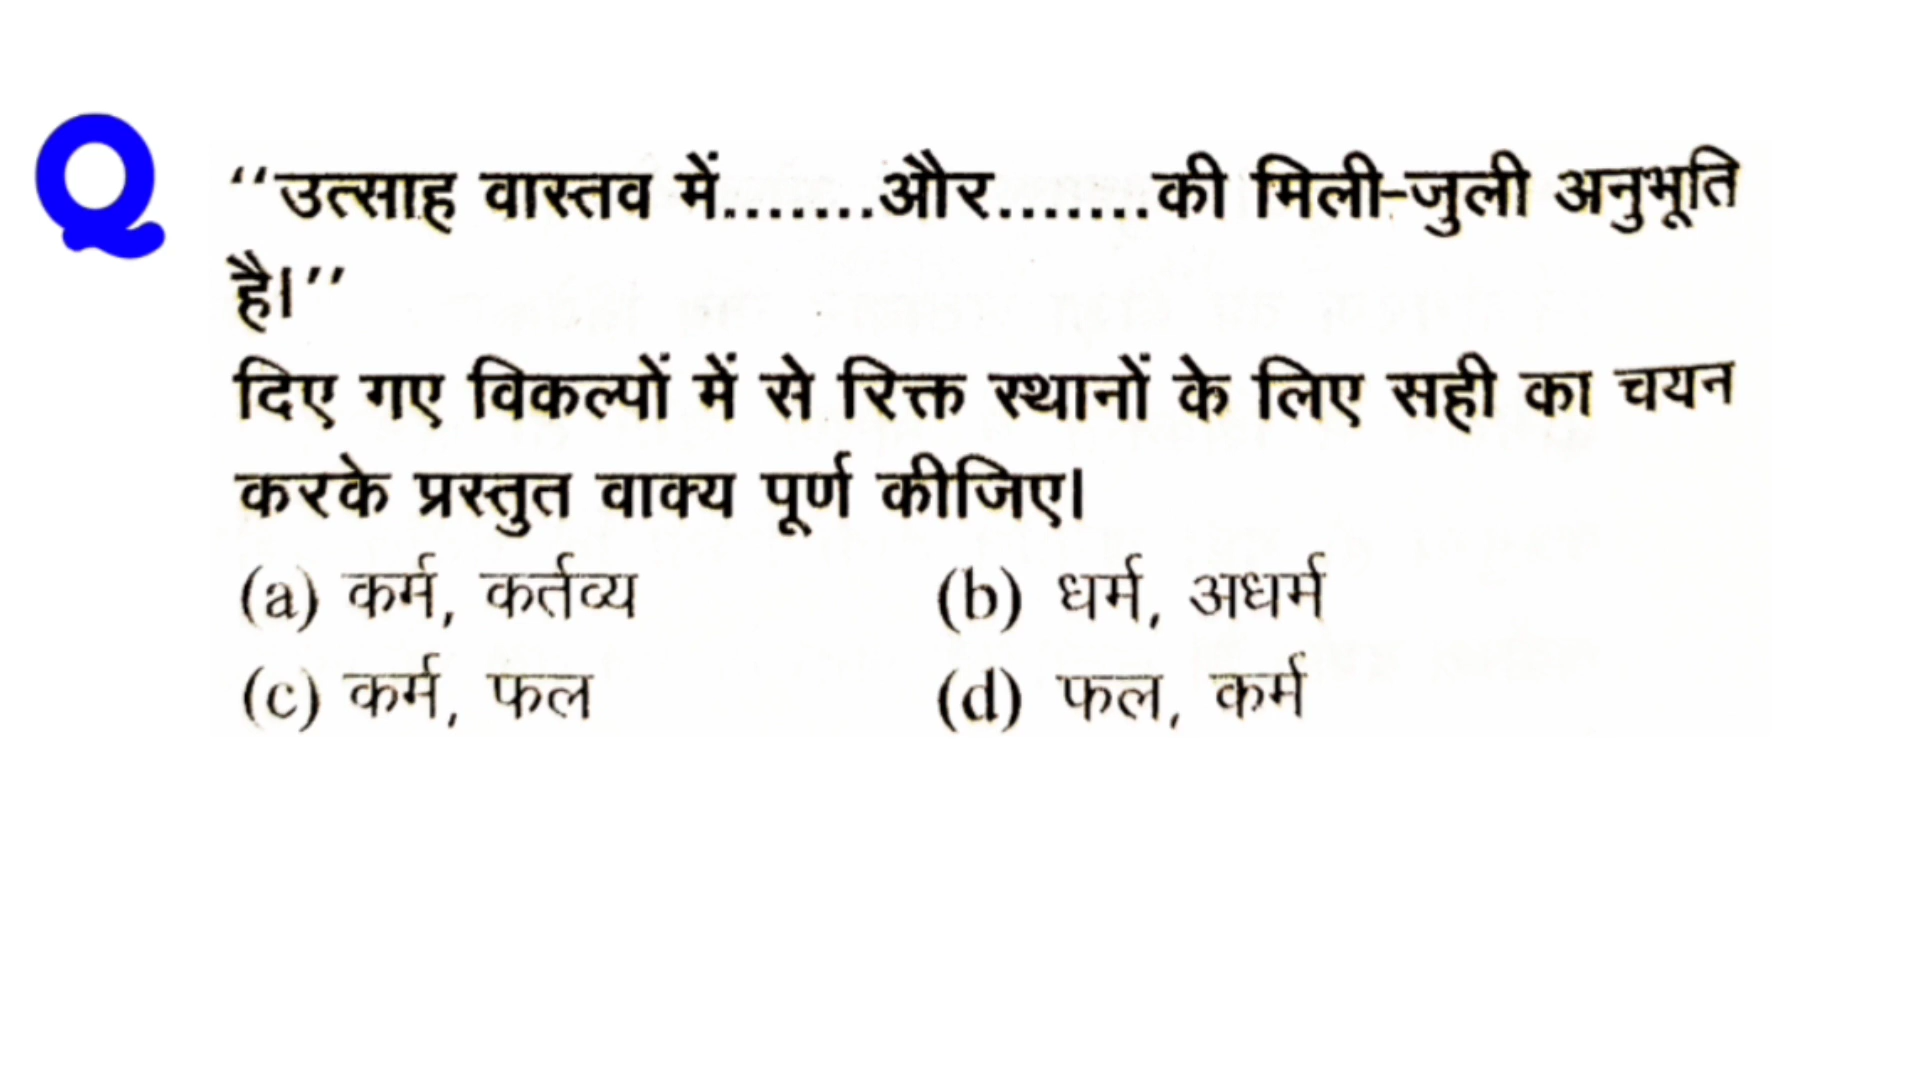 Q
‘‘उत्साह वास्तव में.......और.......की मिली-जुली अनुभूति
है।’’
दिए गए विकल्पों में से रिक्त स्थानों के लिए सही का चयन
करके प्रस्तुत वाक्य पूर्ण कीजिए।
(a) कर्म, कर्तव्य (b) धर्म, अधर्म
(c) कर्म, फल (d) फल, कर्म